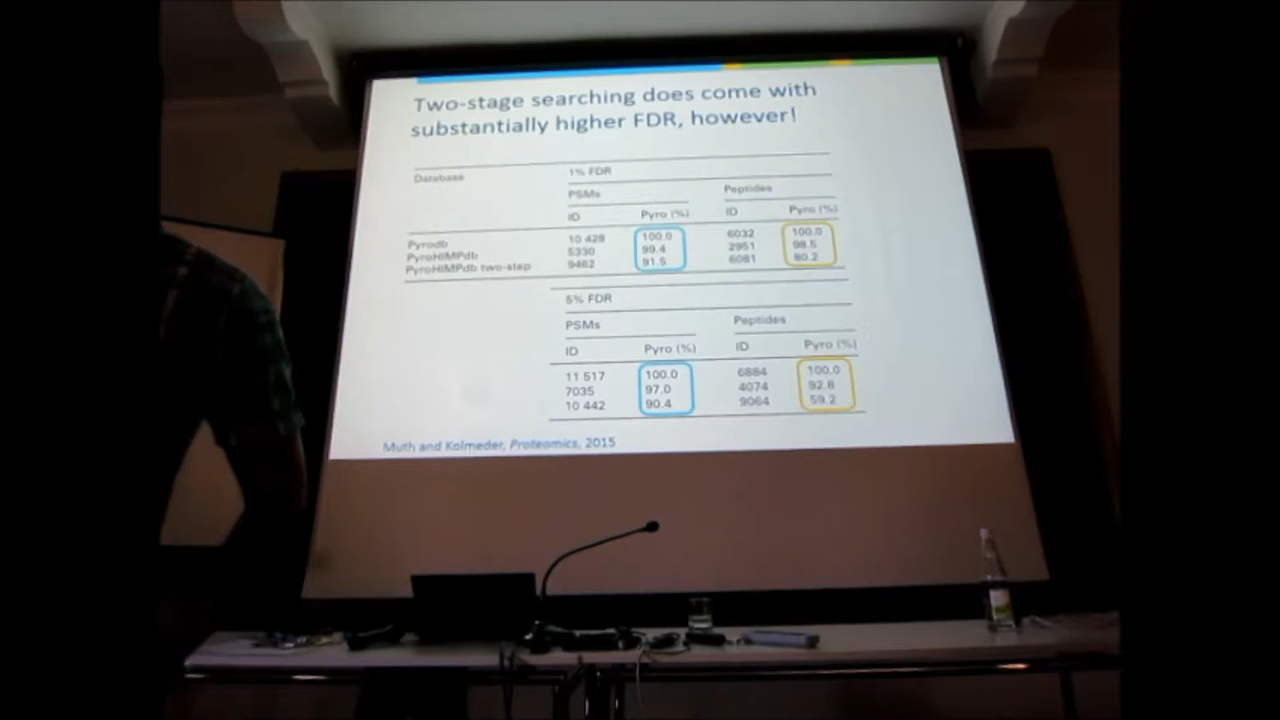 Two-stage searching does come with
substantially higher FDR, however!
Database 1% FDR
PSMs Peptides
ID Pyro (%) ID Pyro (%)
Pyrodb 10 428 100.0 6032 100.0
PyroHIMPdb 5330 99.4 2951 98.5
PyroHIMPdb two-step 9462 91.5 6081 80.2
5% FDR
PSMs Peptides
ID Pyro (%) ID Pyro (%)
11 517 100.0 6884 100.0
7035 97.0 4074 92.8
10 442 90.4 9064 59.2
Muth and Kolmeder, Proteomics, 2015